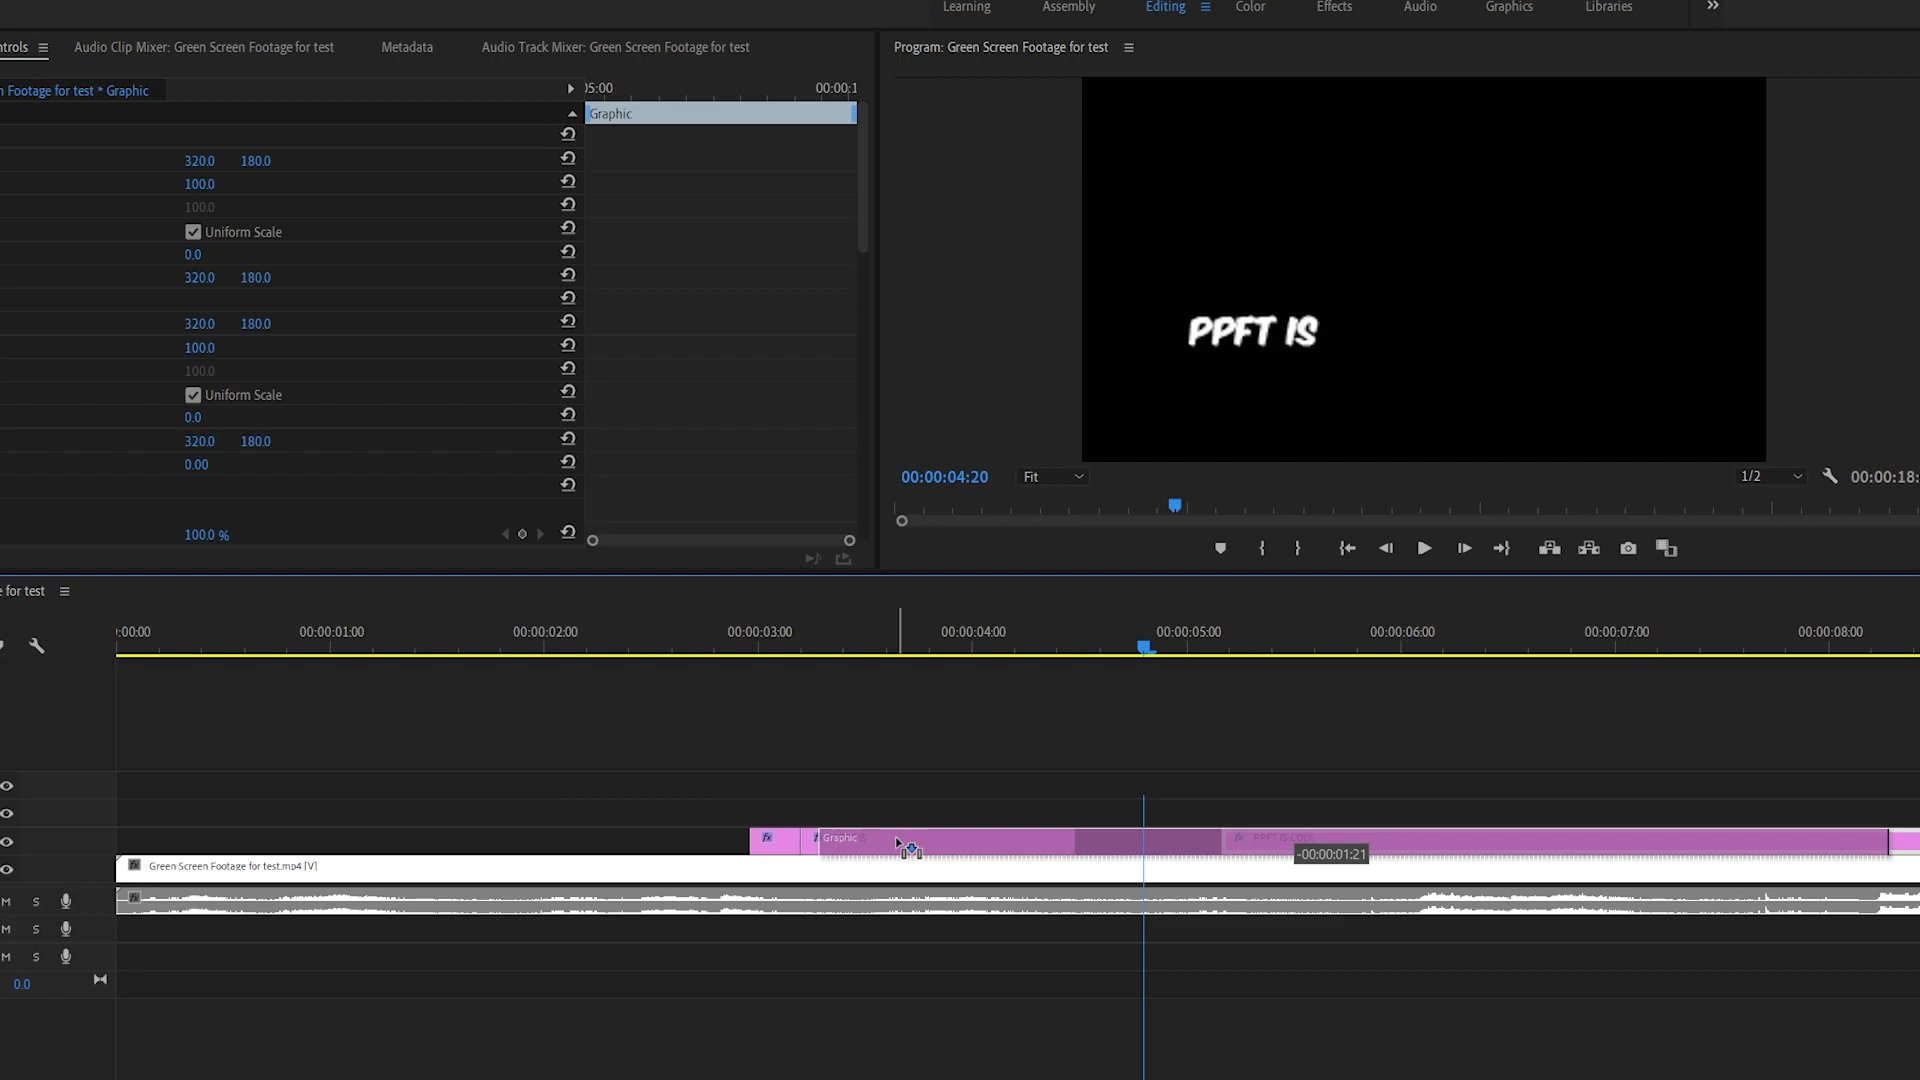 Learning Assembly Editing Color Effects Audio Graphics Libraries
ntrols Audio Clip Mixer: Green Screen Footage for test Metadata Audio Track Mixer: Green Screen Footage for test Program: Green Screen Footage for test
n Footage for test * Graphic 05:00 00:00:1
Graphic
320.0 180.0
100.0
100.0
Uniform Scale
0.0
320.0 180.0
320.0 180.0
100.0
100.0
Uniform Scale
0.0
320.0 180.0
0.00
100.0 %
PPFT IS
00:00:04:20 Fit 1/2 00:00:18:
e for test
:00:00 00:00:01:00 00:00:02:00 00:00:03:00 00:00:04:00 00:00:05:00 00:00:06:00 00:00:07:00 00:00:08:00
fx Graphic fx PPFT IS COOL
-00:00:01:21
fx Green Screen Footage for test.mp4 [V]
M S fx
M S
M S
0.0